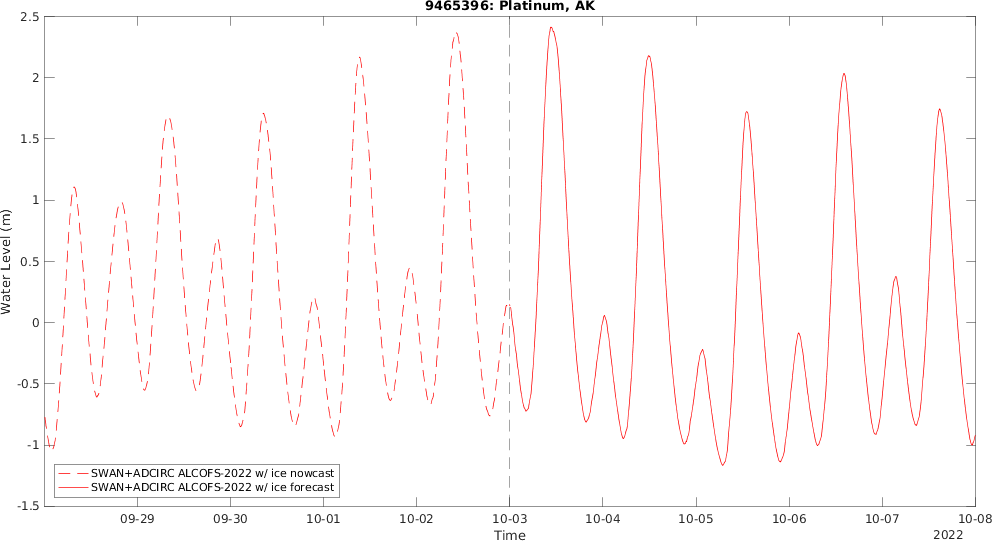 9465396: Platinum, AK
2.5
2
1.5
1
0.5
0
-0.5
-1
-1.5
Water Level (m)
SWAN+ADCIRC ALCOFS-2022 w/ ice nowcast
SWAN+ADCIRC ALCOFS-2022 w/ ice forecast
09-29 09-30 10-01 10-02 10-03 10-04 10-05 10-06 10-07 10-08
Time
2022